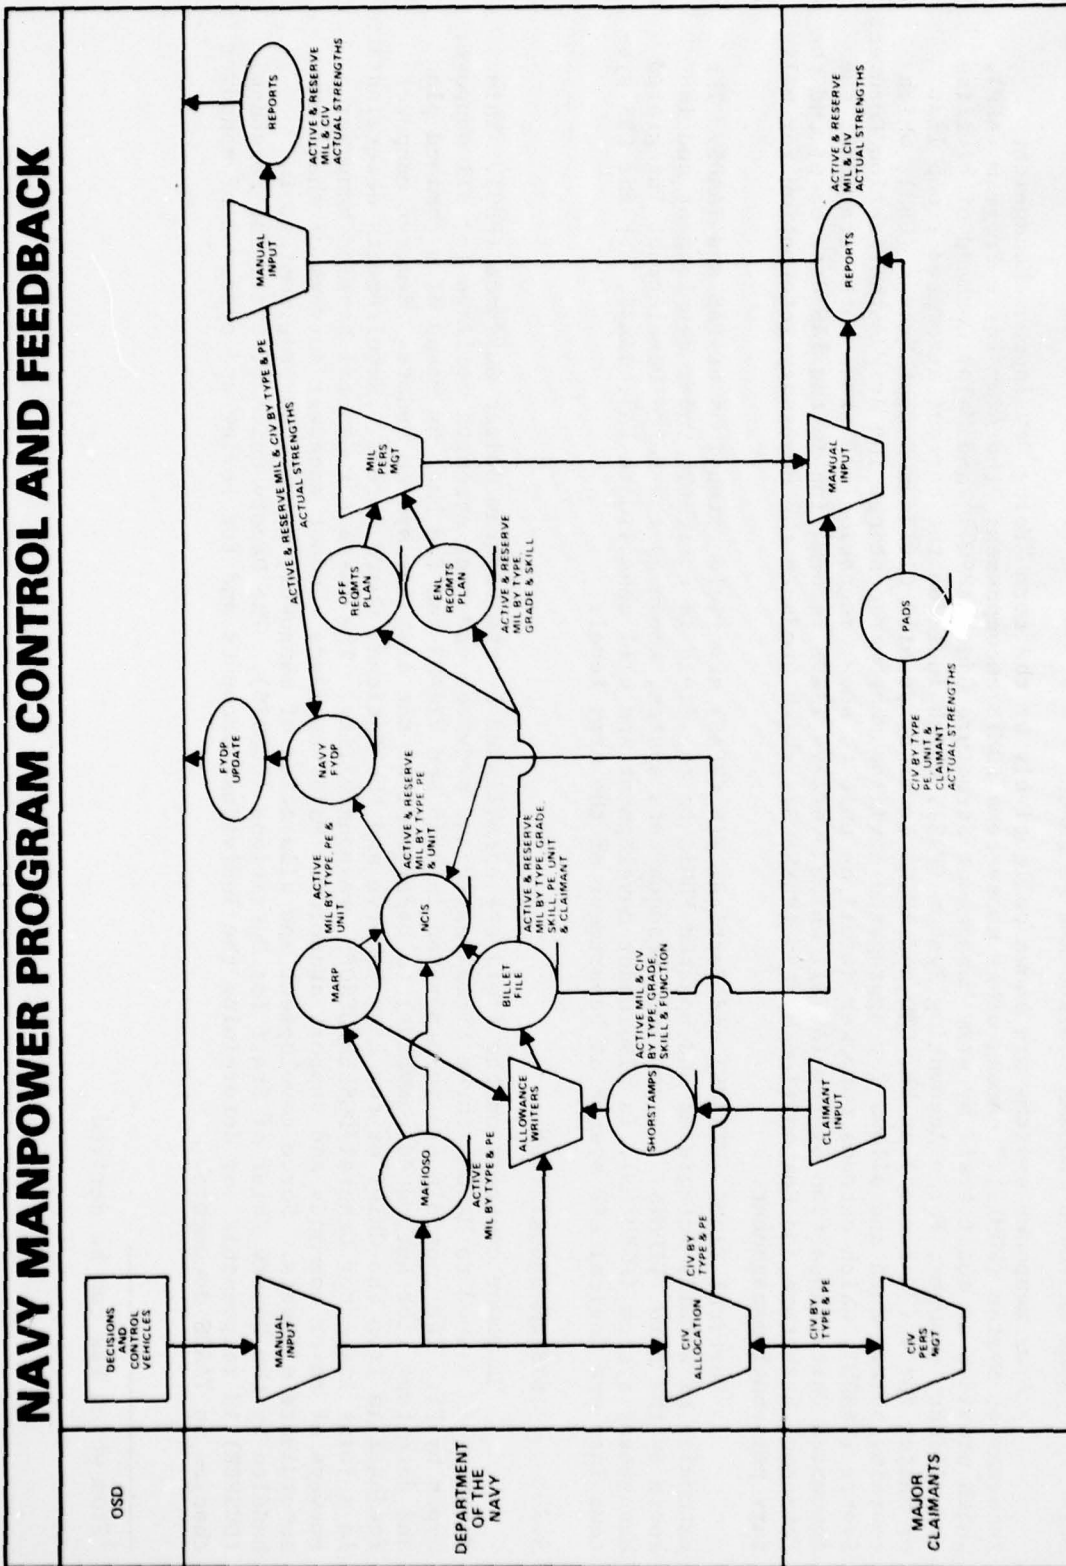 NAVY MANPOWER PROGRAM CONTROL AND FEEDBACK
OSD
DECISIONS
AND
CONTROL
VEHICLES
DEPARTMENT
OF THE
NAVY
MANUAL
INPUT
MAFIOSO
ACTIVE
MIL BY TYPE & PE
MARP
ACTIVE
MIL BY TYPE, PE &
UNIT
NCIS
ACTIVE & RESERVE
MIL BY TYPE, PE
& UNIT
NAVY
FYDP
FYDP
UPDATE
ACTIVE & RESERVE MIL & CIV BY TYPE & PE
ACTUAL STRENGTHS
MANUAL
INPUT
REPORTS
ACTIVE & RESERVE
MIL & CIV
ACTUAL STRENGTHS
ALLOWANCE
WRITERS
BILLET
FILE
ACTIVE & RESERVE
MIL BY TYPE, GRADE,
SKILL, PE, UNIT
& CLAIMANT
OFF
REQMTS
PLAN
ENL
REQMTS
PLAN
ACTIVE & RESERVE
MIL BY TYPE,
GRADE & SKILL
MIL
PERS
MGT
SHORSTAMPS
ACTIVE MIL & CIV
BY TYPE, GRADE,
SKILL & FUNCTION
CIV
ALLOCATION
CIV BY
TYPE & PE
MAJOR
CLAIMANTS
CIV BY
TYPE & PE
CLAIMANT
INPUT
MANUAL
INPUT
REPORTS
ACTIVE & RESERVE
MIL & CIV
ACTUAL STRENGTHS
CIV
PERS
MGT
CIV BY TYPE
PE, UNIT &
CLAIMANT
ACTUAL STRENGTHS
PADS